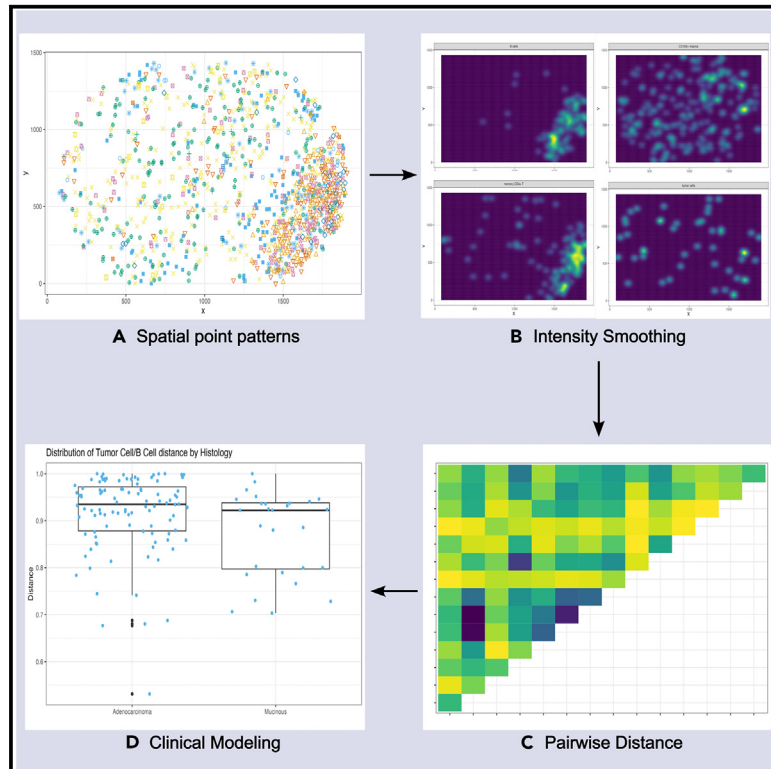 1500
1000
y
500
0
500
1000
1500
x
A Spatial point patterns
B Intensity Smoothing
Distribution of Tumor Cell/B Cell distance by Histology
1.0
0.9
0.8
0.7
0.6
Distance
Adenocarcinoma
Mucinous
D Clinical Modeling
C Pairwise Distance